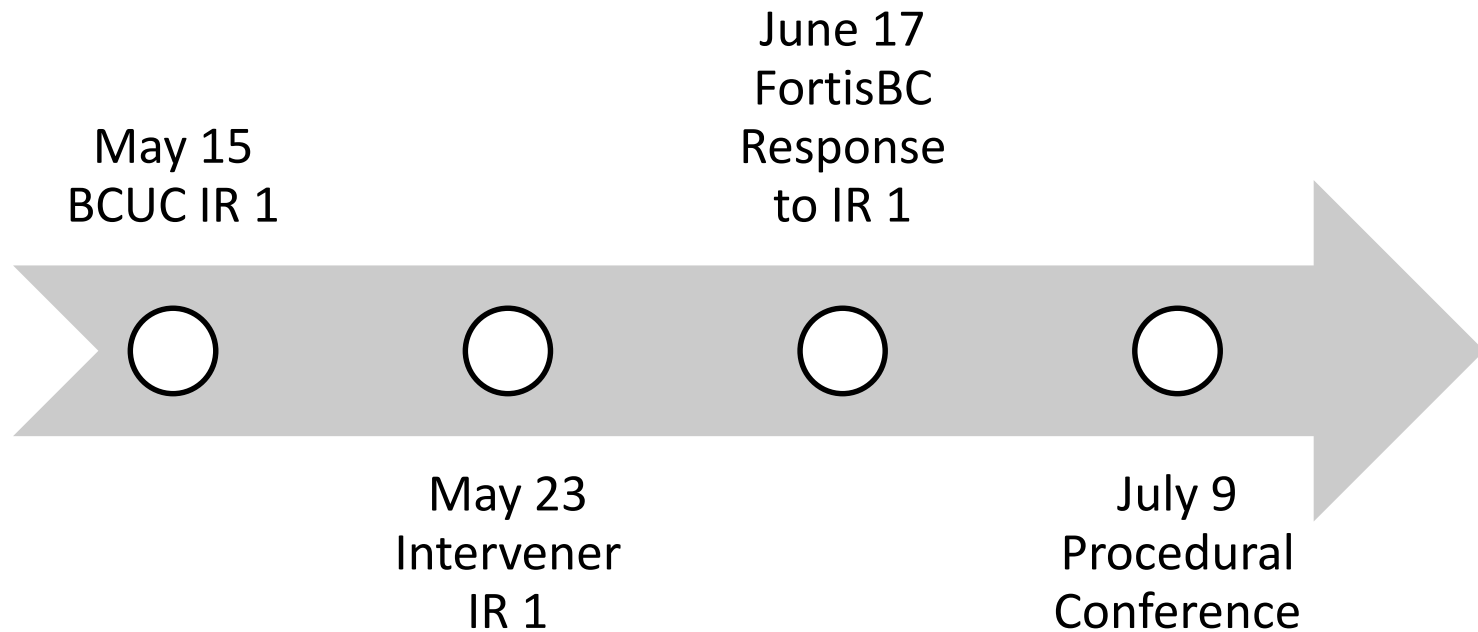 May 15
BCUC IR 1
May 23
Intervener
IR 1
June 17
FortisBC
Response
to IR 1
July 9
Procedural
Conference